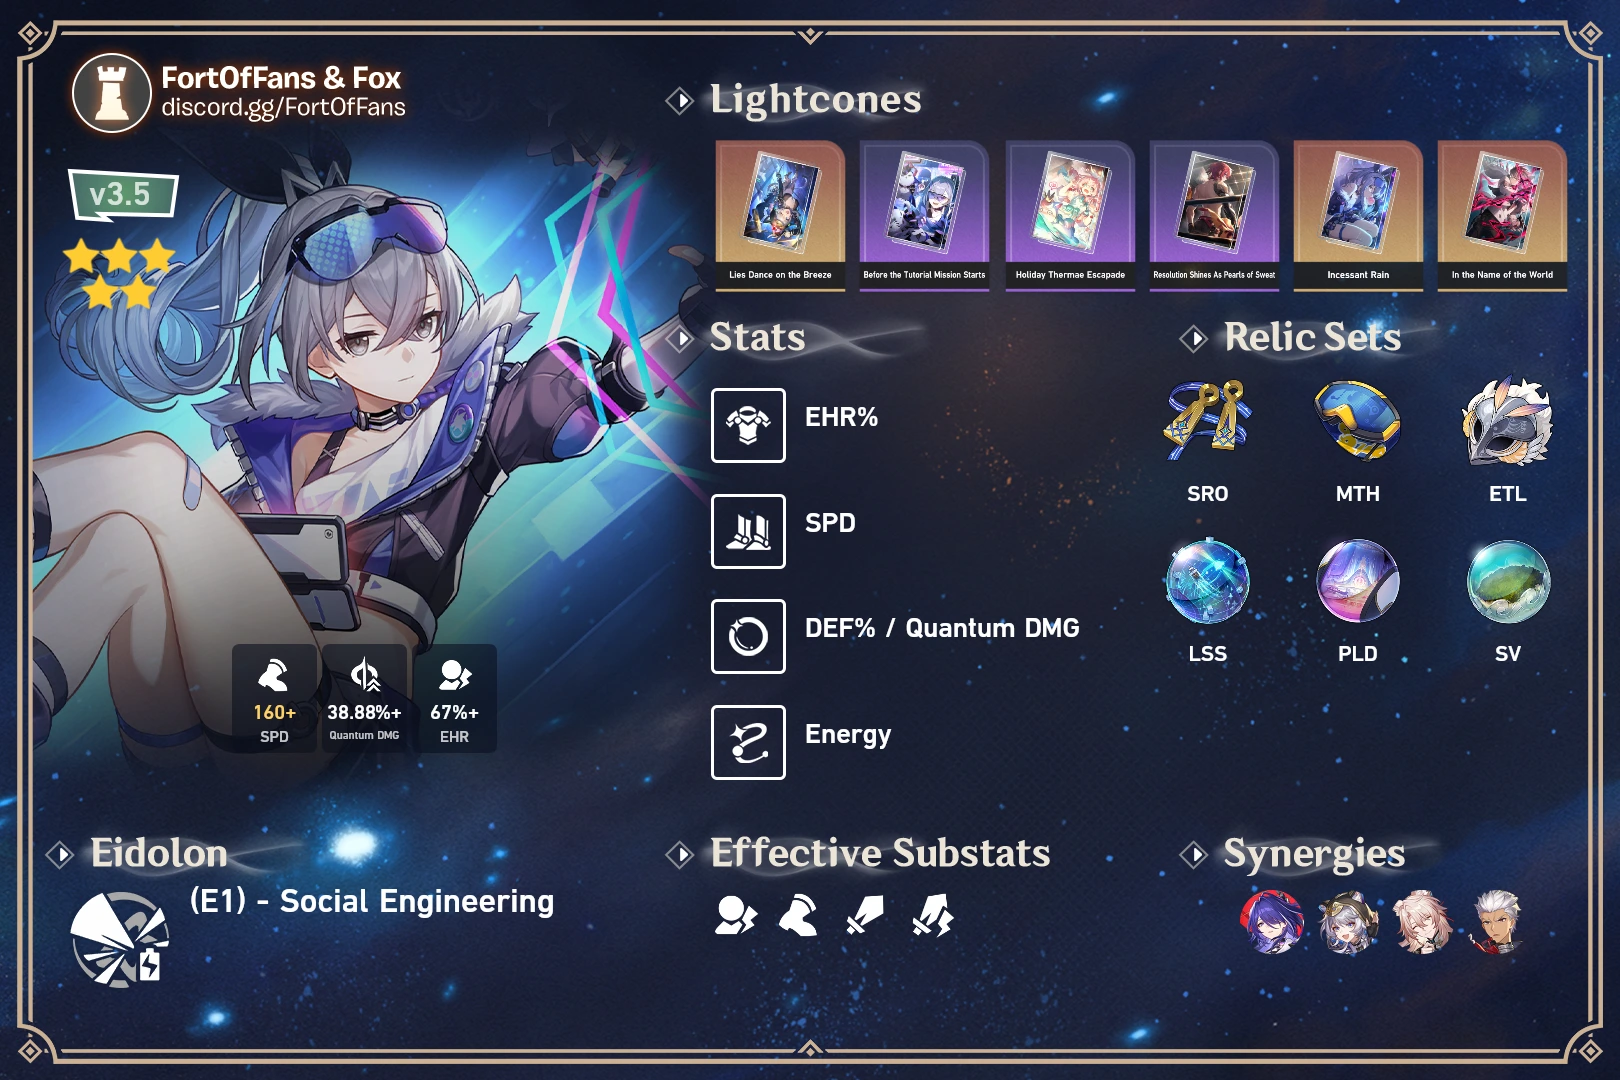 FortOfFans & Fox
discord.gg/FortOfFans
v3.5
160+
SPD
38.88%+
Quantum DMG
67%+
EHR
Lightcones
Lies Dance on the Breeze
Before the Tutorial Mission Starts
Holiday Thermae Escapade
Resolution Shines As Pearls of Sweat
Incessant Rain
In the Name of the World
Stats
EHR%
SPD
DEF% / Quantum DMG
Energy
Relic Sets
SRO
MTH
ETL
LSS
PLD
SV
Eidolon
(E1) - Social Engineering
Effective Substats
Synergies